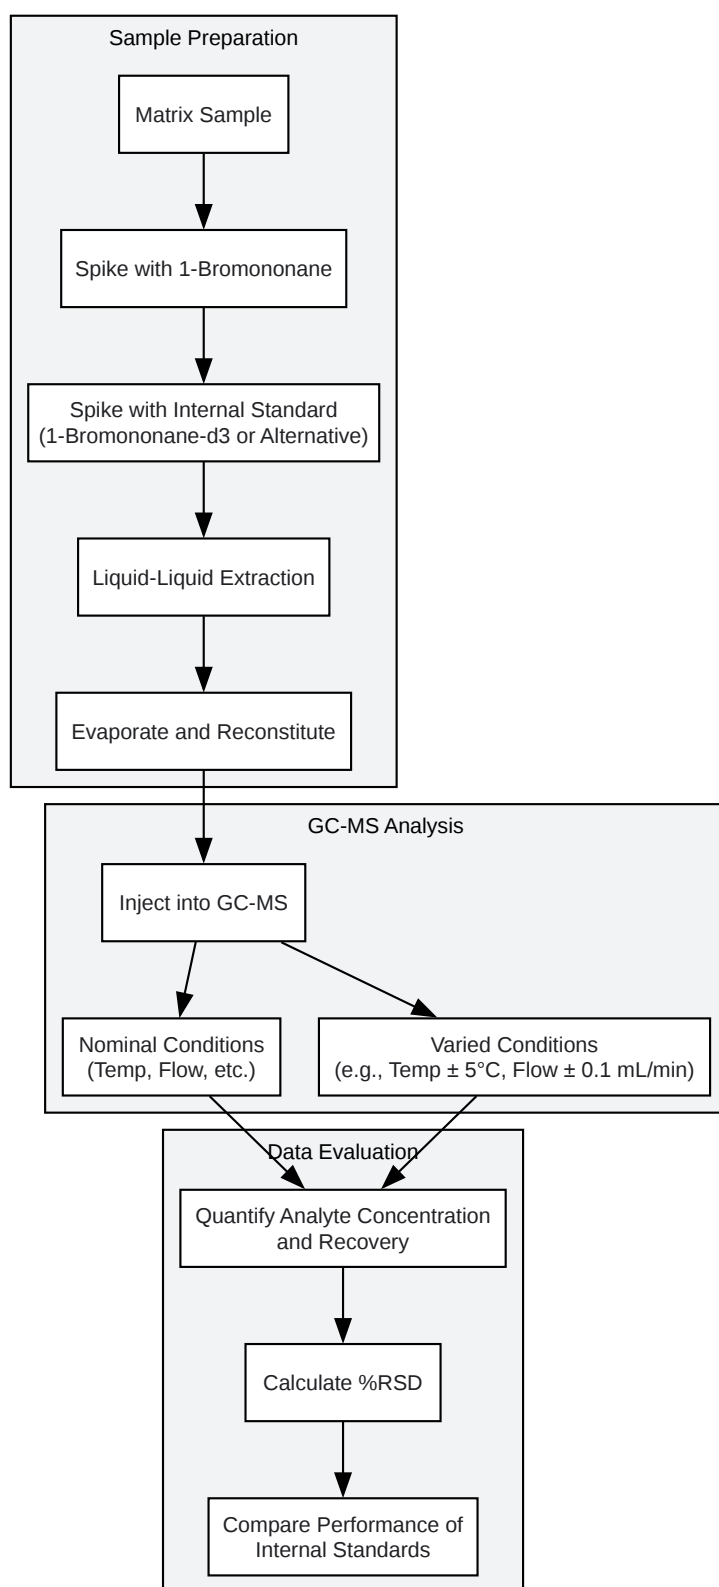 Sample Preparation
Matrix Sample
Spike with 1-Bromononane
Spike with Internal Standard
(1-Bromononane-d3 or Alternative)
Liquid-Liquid Extraction
Evaporate and Reconstitute
GC-MS Analysis
Inject into GC-MS
Nominal Conditions
(Temp, Flow, etc.)
Varied Conditions
(e.g., Temp ± 5°C, Flow ± 0.1 mL/min)
Data Evaluation
Quantify Analyte Concentration
and Recovery
Calculate %RSD
Compare Performance of
Internal Standards